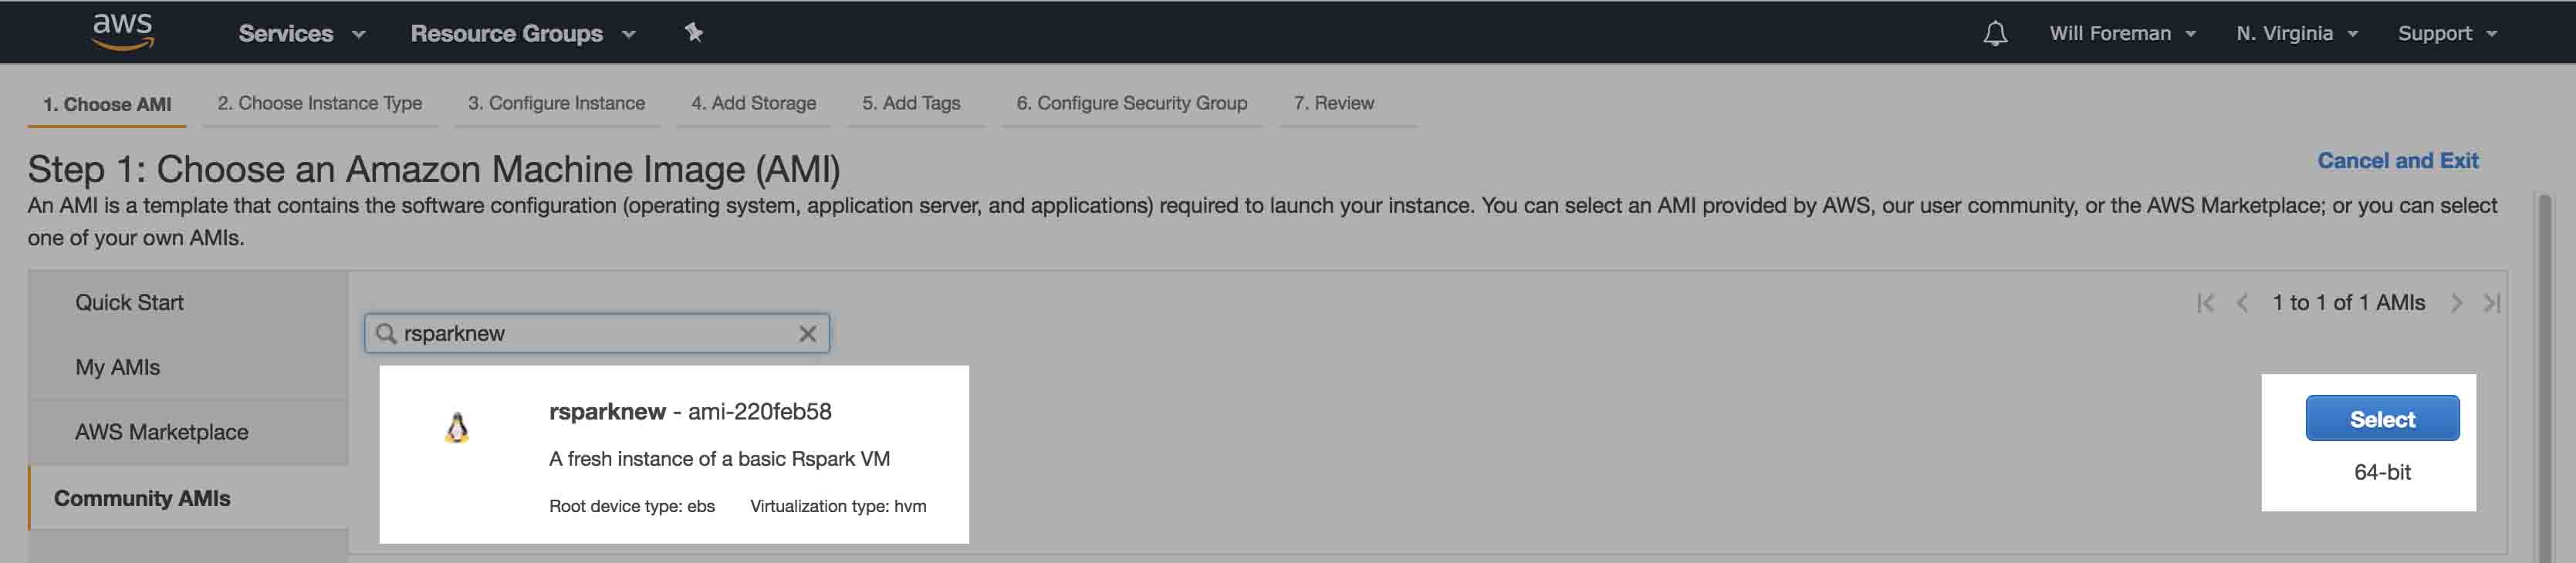 aws Services Resource Groups Will Foreman N. Virginia Support
1. Choose AMI 2. Choose Instance Type 3. Configure Instance 4. Add Storage 5. Add Tags 6. Configure Security Group 7. Review
Step 1: Choose an Amazon Machine Image (AMI)
Cancel and Exit
An AMI is a template that contains the software configuration (operating system, application server, and applications) required to launch your instance. You can select an AMI provided by AWS, our user community, or the AWS Marketplace; or you can select
one of your own AMIs.
Quick Start
My AMIs
AWS Marketplace
Community AMIs
rsparknew
1 to 1 of 1 AMIs
rsparknew - ami-220feb58
A fresh instance of a basic Rspark VM
Root device type: ebs Virtualization type: hvm
Select
64-bit